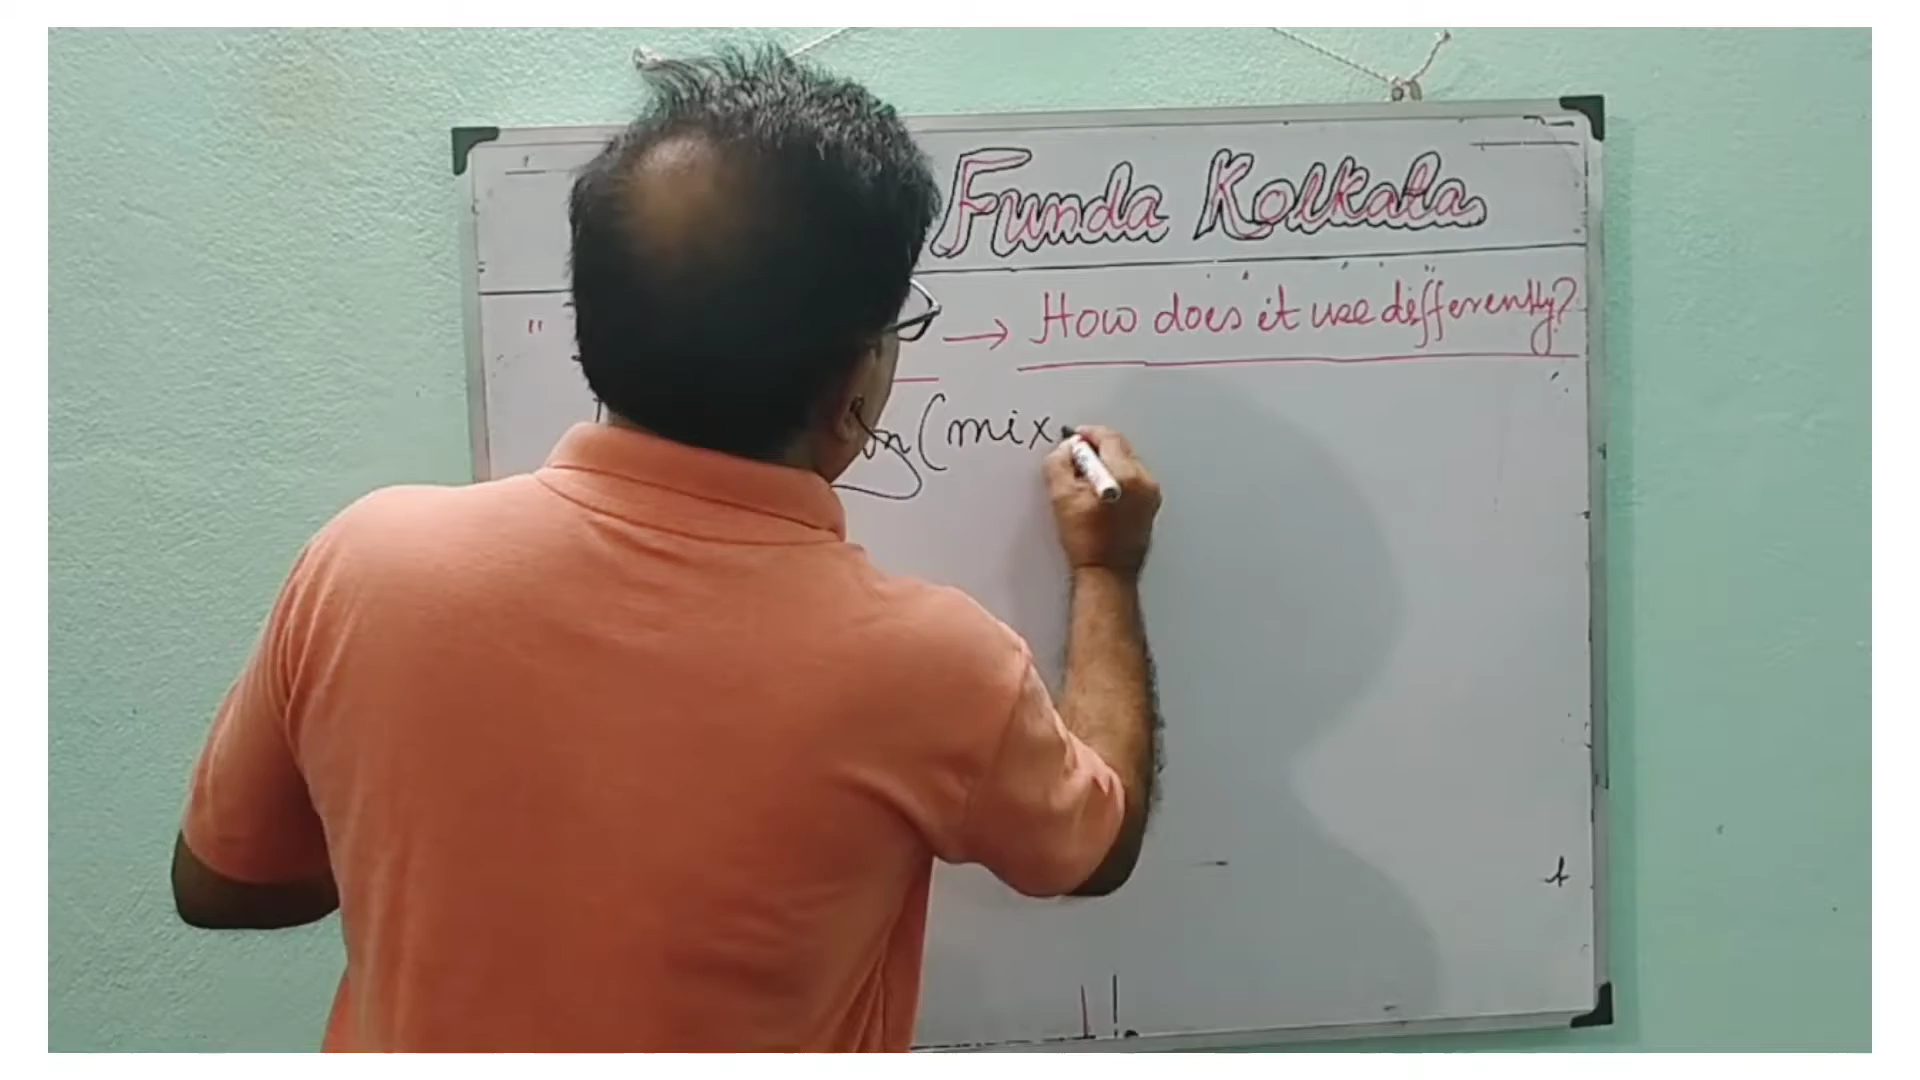 Funda Kolkata
" → How does it use differently?
(mix